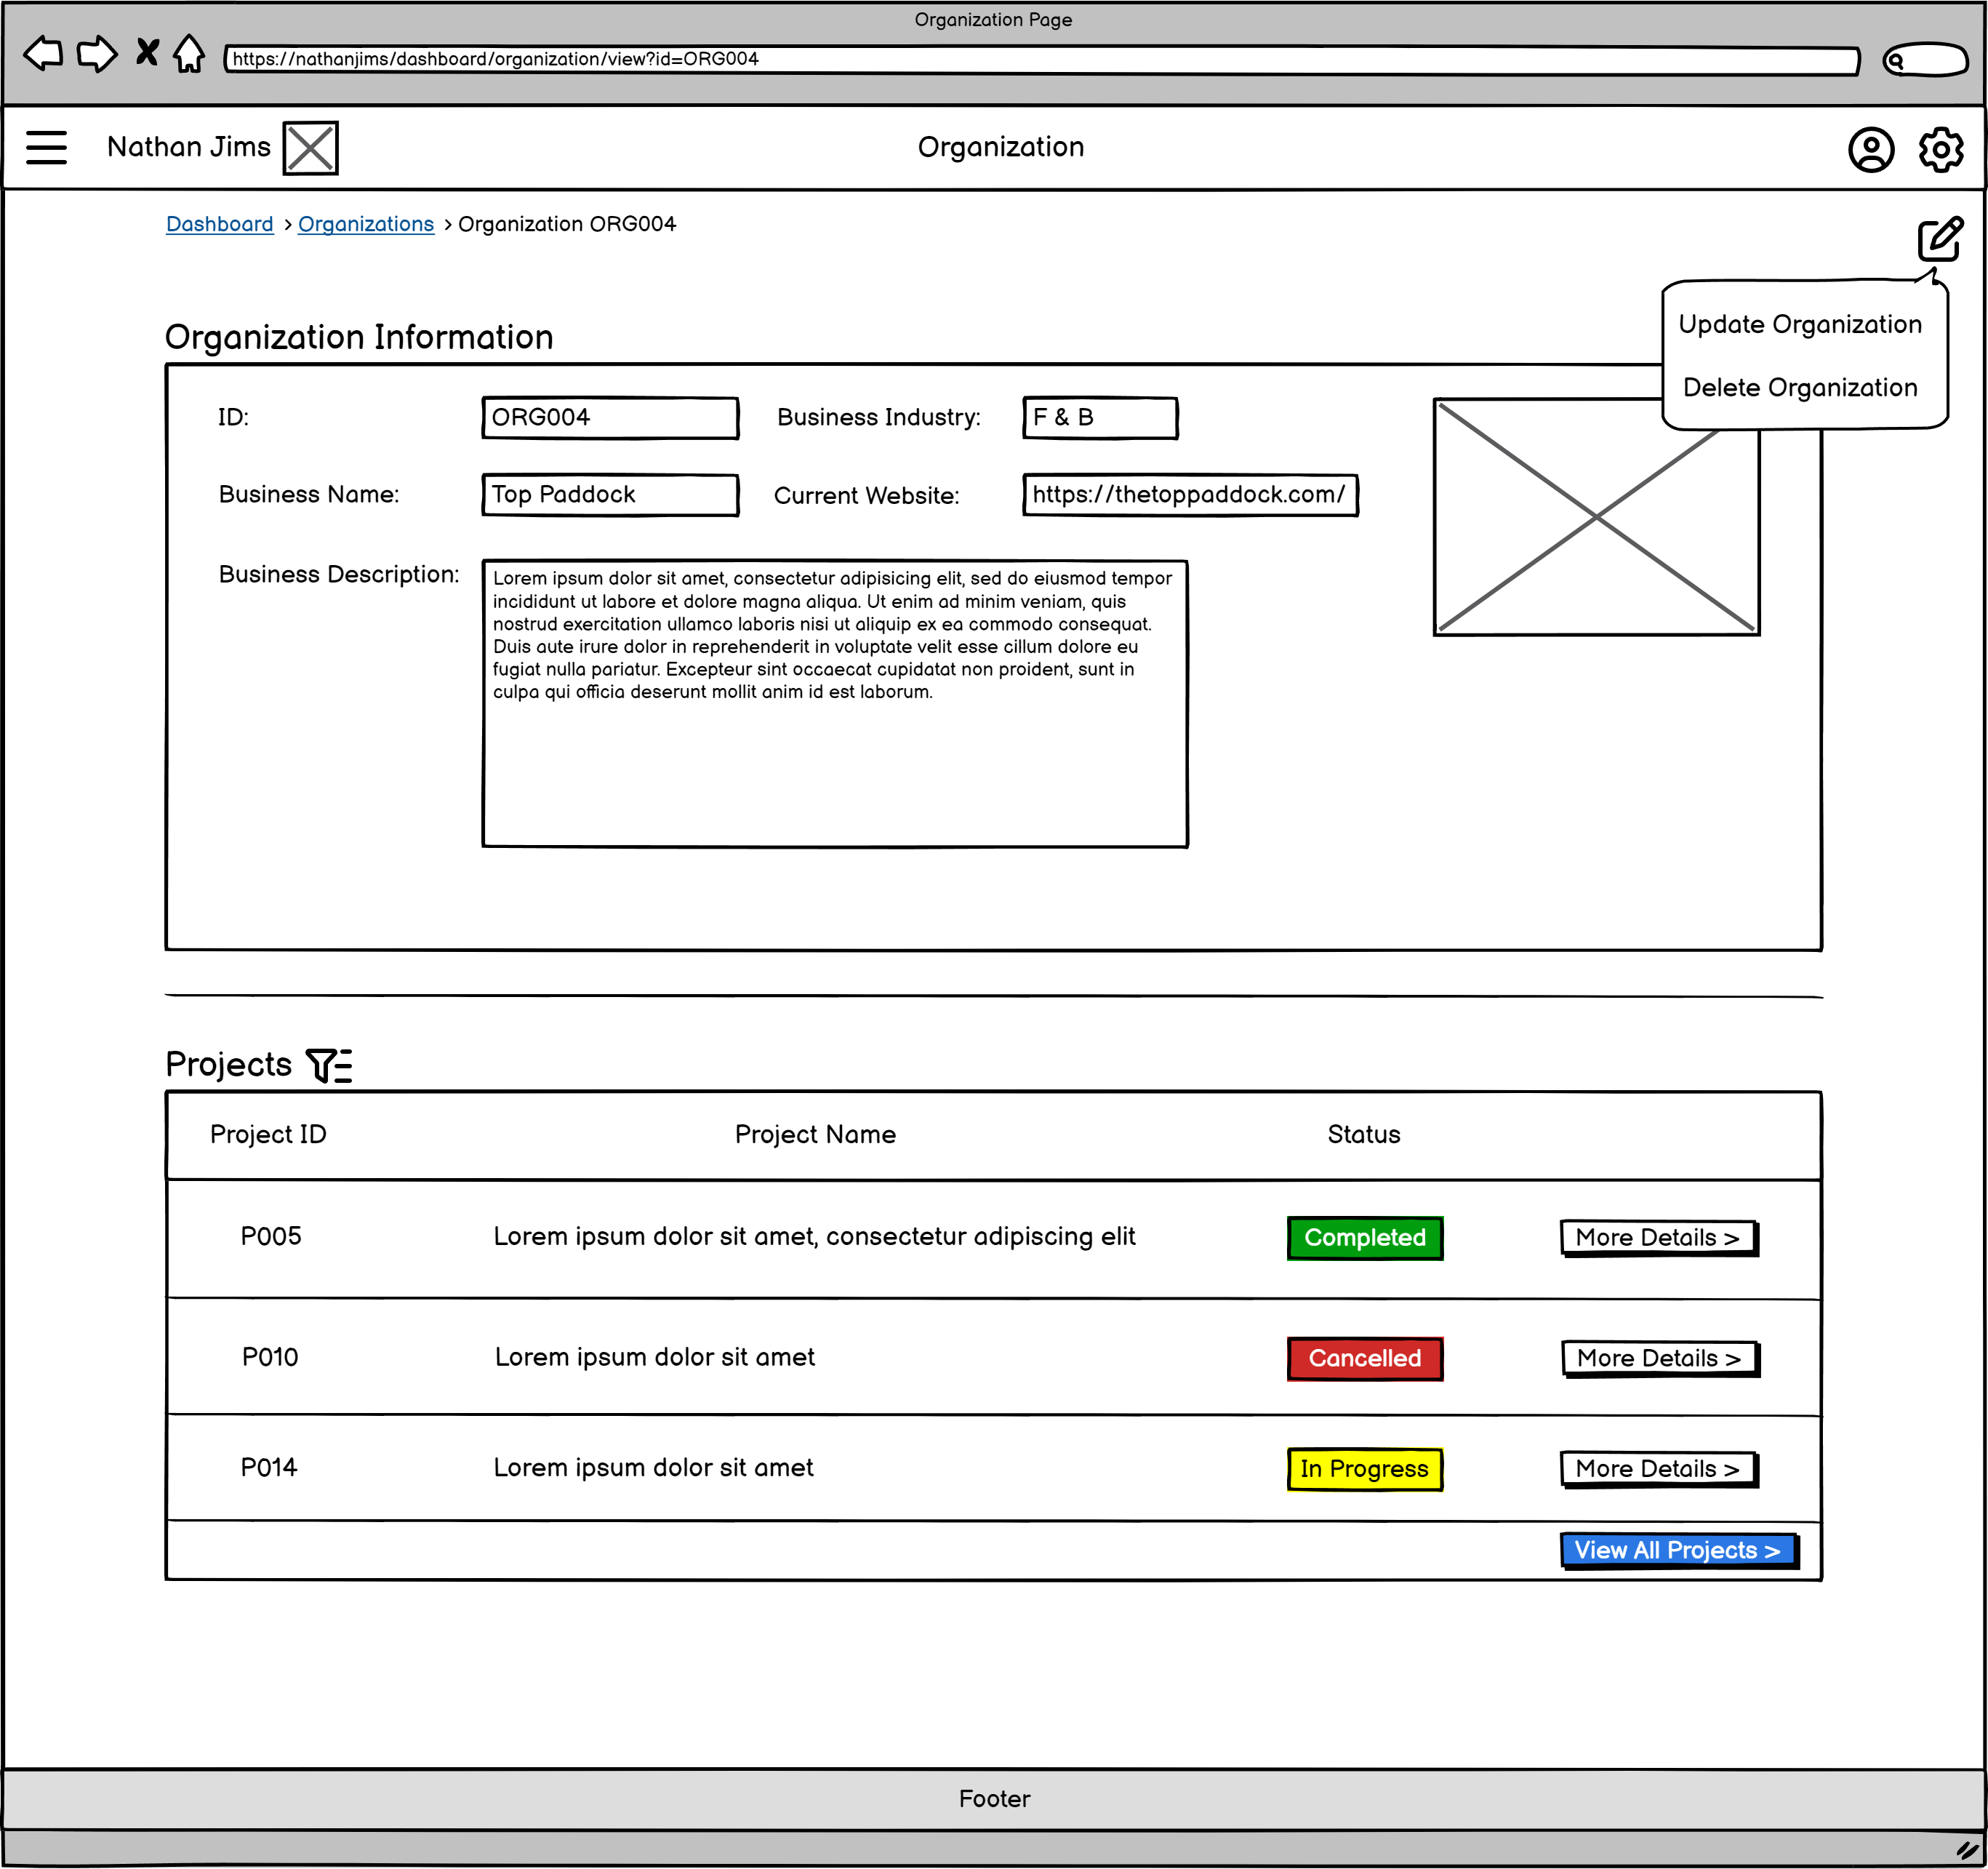 Organization Page
https://nathanjims/dashboard/organization/view?id=ORG004
Nathan Jims
Organization
Dashboard > Organizations > Organization ORG004
Update Organization
Delete Organization
Organization Information
ID:
ORG004
Business Industry:
F & B
Business Name:
Top Paddock
Current Website:
https://thetoppaddock.com/
Business Description:
Lorem ipsum dolor sit amet, consectetur adipisicing elit, sed do eiusmod tempor
incididunt ut labore et dolore magna aliqua. Ut enim ad minim veniam, quis
nostrud exercitation ullamco laboris nisi ut aliquip ex ea commodo consequat.
Duis aute irure dolor in reprehenderit in voluptate velit esse cillum dolore eu
fugiat nulla pariatur. Excepteur sint occaecat cupidatat non proident, sunt in
culpa qui officia deserunt mollit anim id est laborum.
Projects
Project ID Project Name Status
P005 Lorem ipsum dolor sit amet, consectetur adipiscing elit Completed More Details >
P010 Lorem ipsum dolor sit amet Cancelled More Details >
P014 Lorem ipsum dolor sit amet In Progress More Details >
View All Projects >
Footer